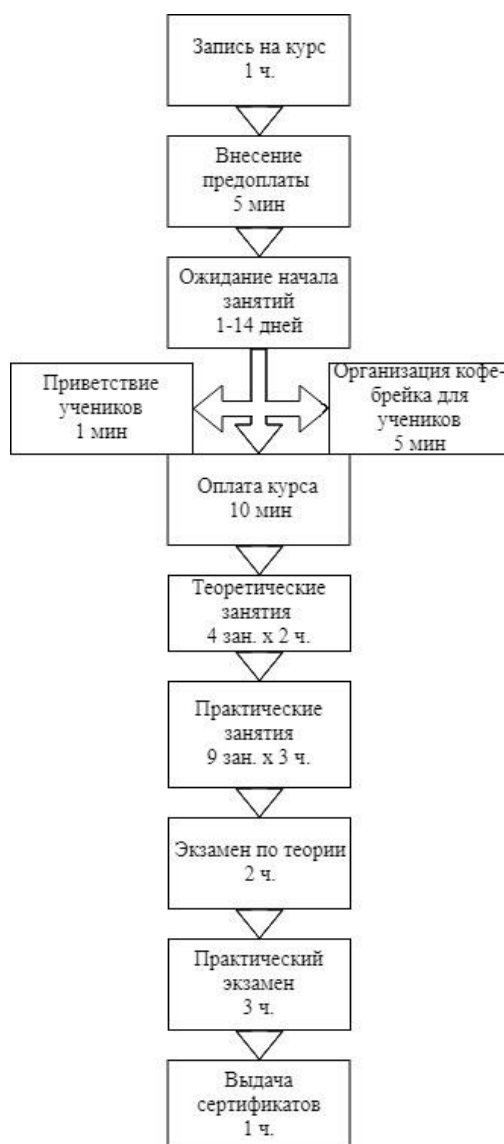 Запись на курс
1 ч.
Внесение
предоплаты
5 мин
Ожидание начала
занятий
1-14 дней
Приветствие
учеников
1 мин
Организация кофе-
брейка для
учеников
5 мин
Оплата курса
10 мин
Теоретические
занятия
4 зан. х 2 ч.
Практические
занятия
9 зан. х 3 ч.
Экзамен по теории
2 ч.
Практический
экзамен
3 ч.
Выдача
сертификатов
1 ч.